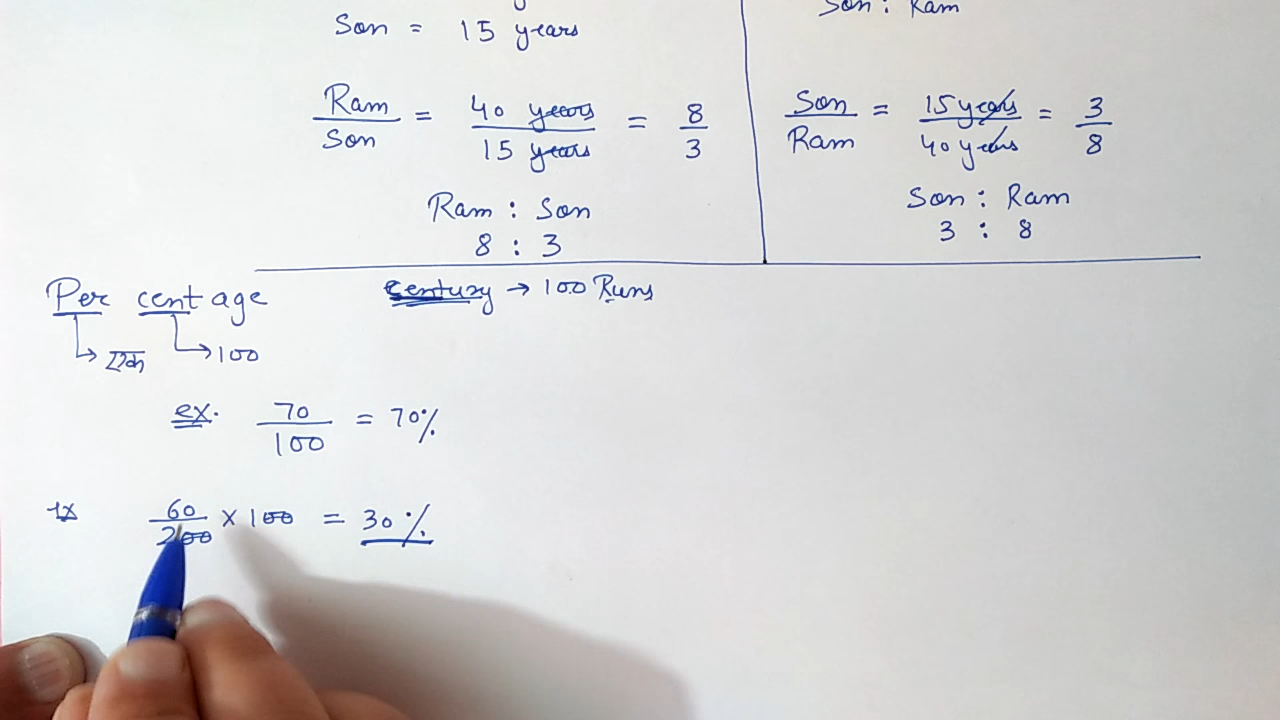 Son = 15 years
Ram/Son = 40 years/15 years = 8/3
Ram : Son
8 : 3
Son : Ram
Son/Ram = 15 years/40 years = 3/8
Son : Ram
3 : 8
Per cent age
century → 100 Runs
→ 100
ex. 70/100 = 70%
60/200 × 100 = 30%